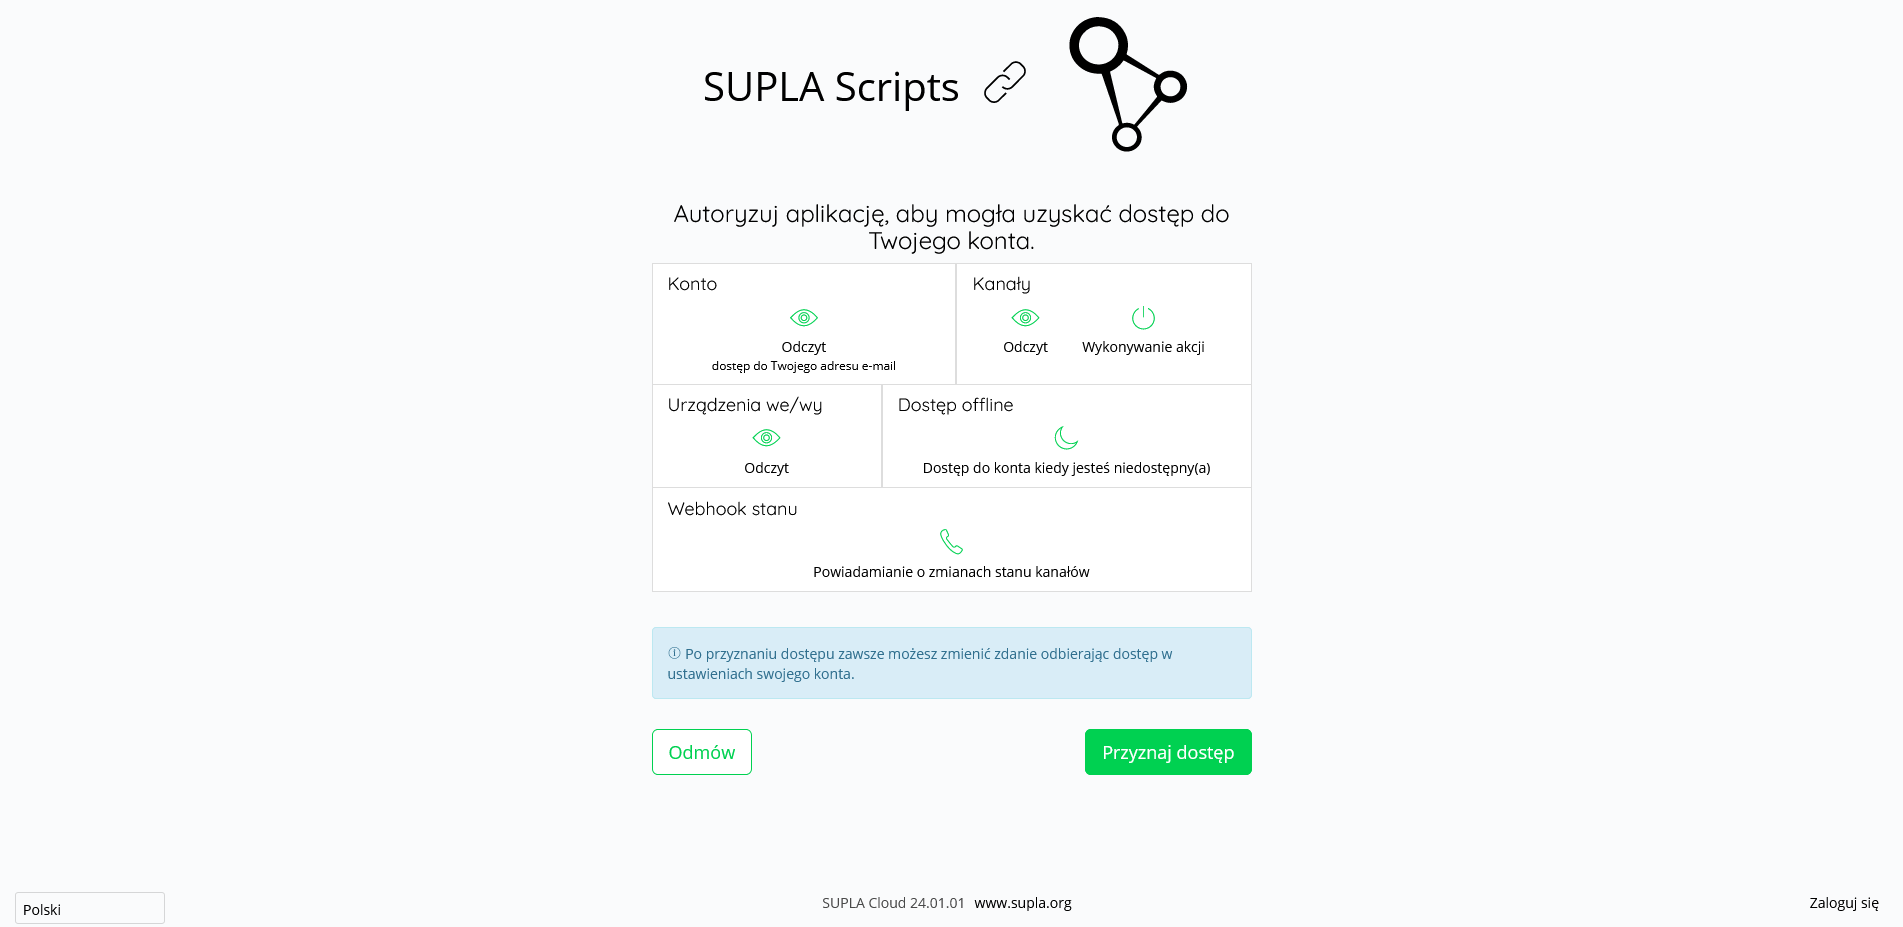 SUPLA Scripts
Autoryzuj aplikację, aby mogła uzyskać dostęp do
Twojego konta.
Konto
Odczyt
dostęp do Twojego adresu e-mail
Kanały
Odczyt
Wykonywanie akcji
Urządzenia we/wy
Odczyt
Dostęp offline
Dostęp do konta kiedy jesteś niedostępny(a)
Webhook stanu
Powiadamianie o zmianach stanu kanałów
Po przyznaniu dostępu zawsze możesz zmienić zdanie odbierając dostęp w
ustawieniach swojego konta.
Odmów
Przyznaj dostęp
Polski
SUPLA Cloud 24.01.01 www.supla.org
Zaloguj się